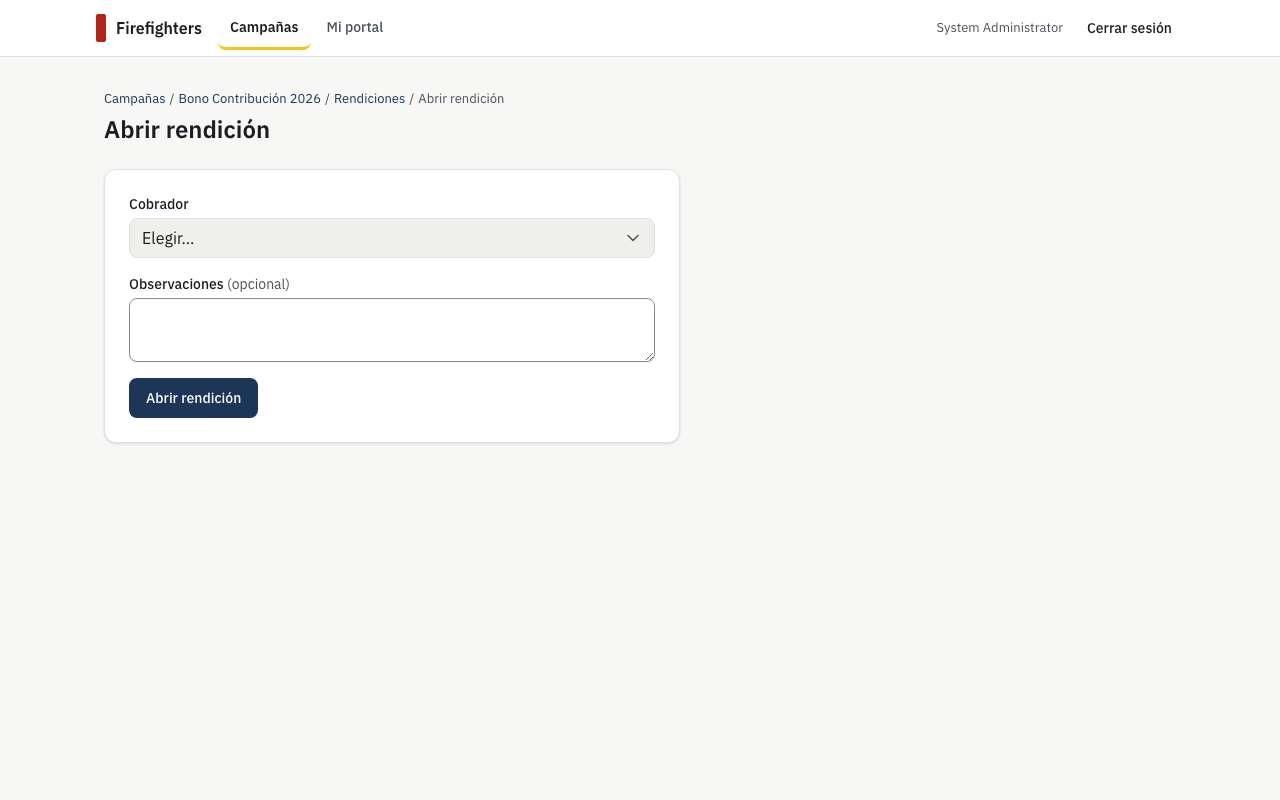 Firefighters Campañas Mi portal System Administrator Cerrar sesión
Campañas / Bono Contribución 2026 / Rendiciones / Abrir rendición
Abrir rendición
Cobrador
Elegir...
Observaciones (opcional)
Abrir rendición